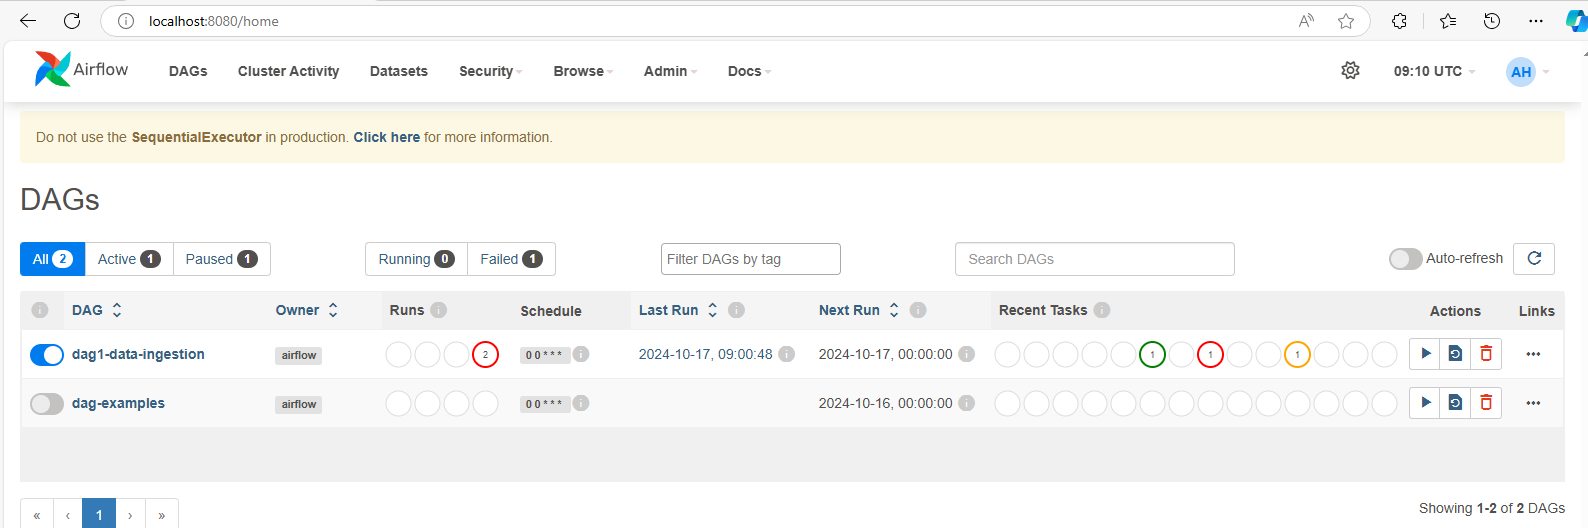 localhost:8080/home
Airflow DAGs Cluster Activity Datasets Security Browse Admin Docs 09:10 UTC AH
Do not use the SequentialExecutor in production. Click here for more information.
DAGs
All 2 Active 1 Paused 1 Running 0 Failed 1 Filter DAGs by tag Search DAGs Auto-refresh
DAG Owner Runs Schedule Last Run Next Run Recent Tasks Actions Links
dag1-data-ingestion airflow 2 0 0 * * * 2024-10-17, 09:00:48 2024-10-17, 00:00:00 1 1 1
dag-examples airflow 0 0 * * * 2024-10-16, 00:00:00
« ‹ 1 › » Showing 1-2 of 2 DAGs